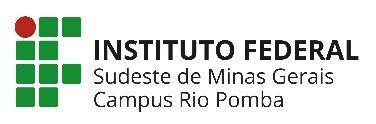 INSTITUTO FEDERAL
Sudeste de Minas Gerais
Campus Rio Pomba